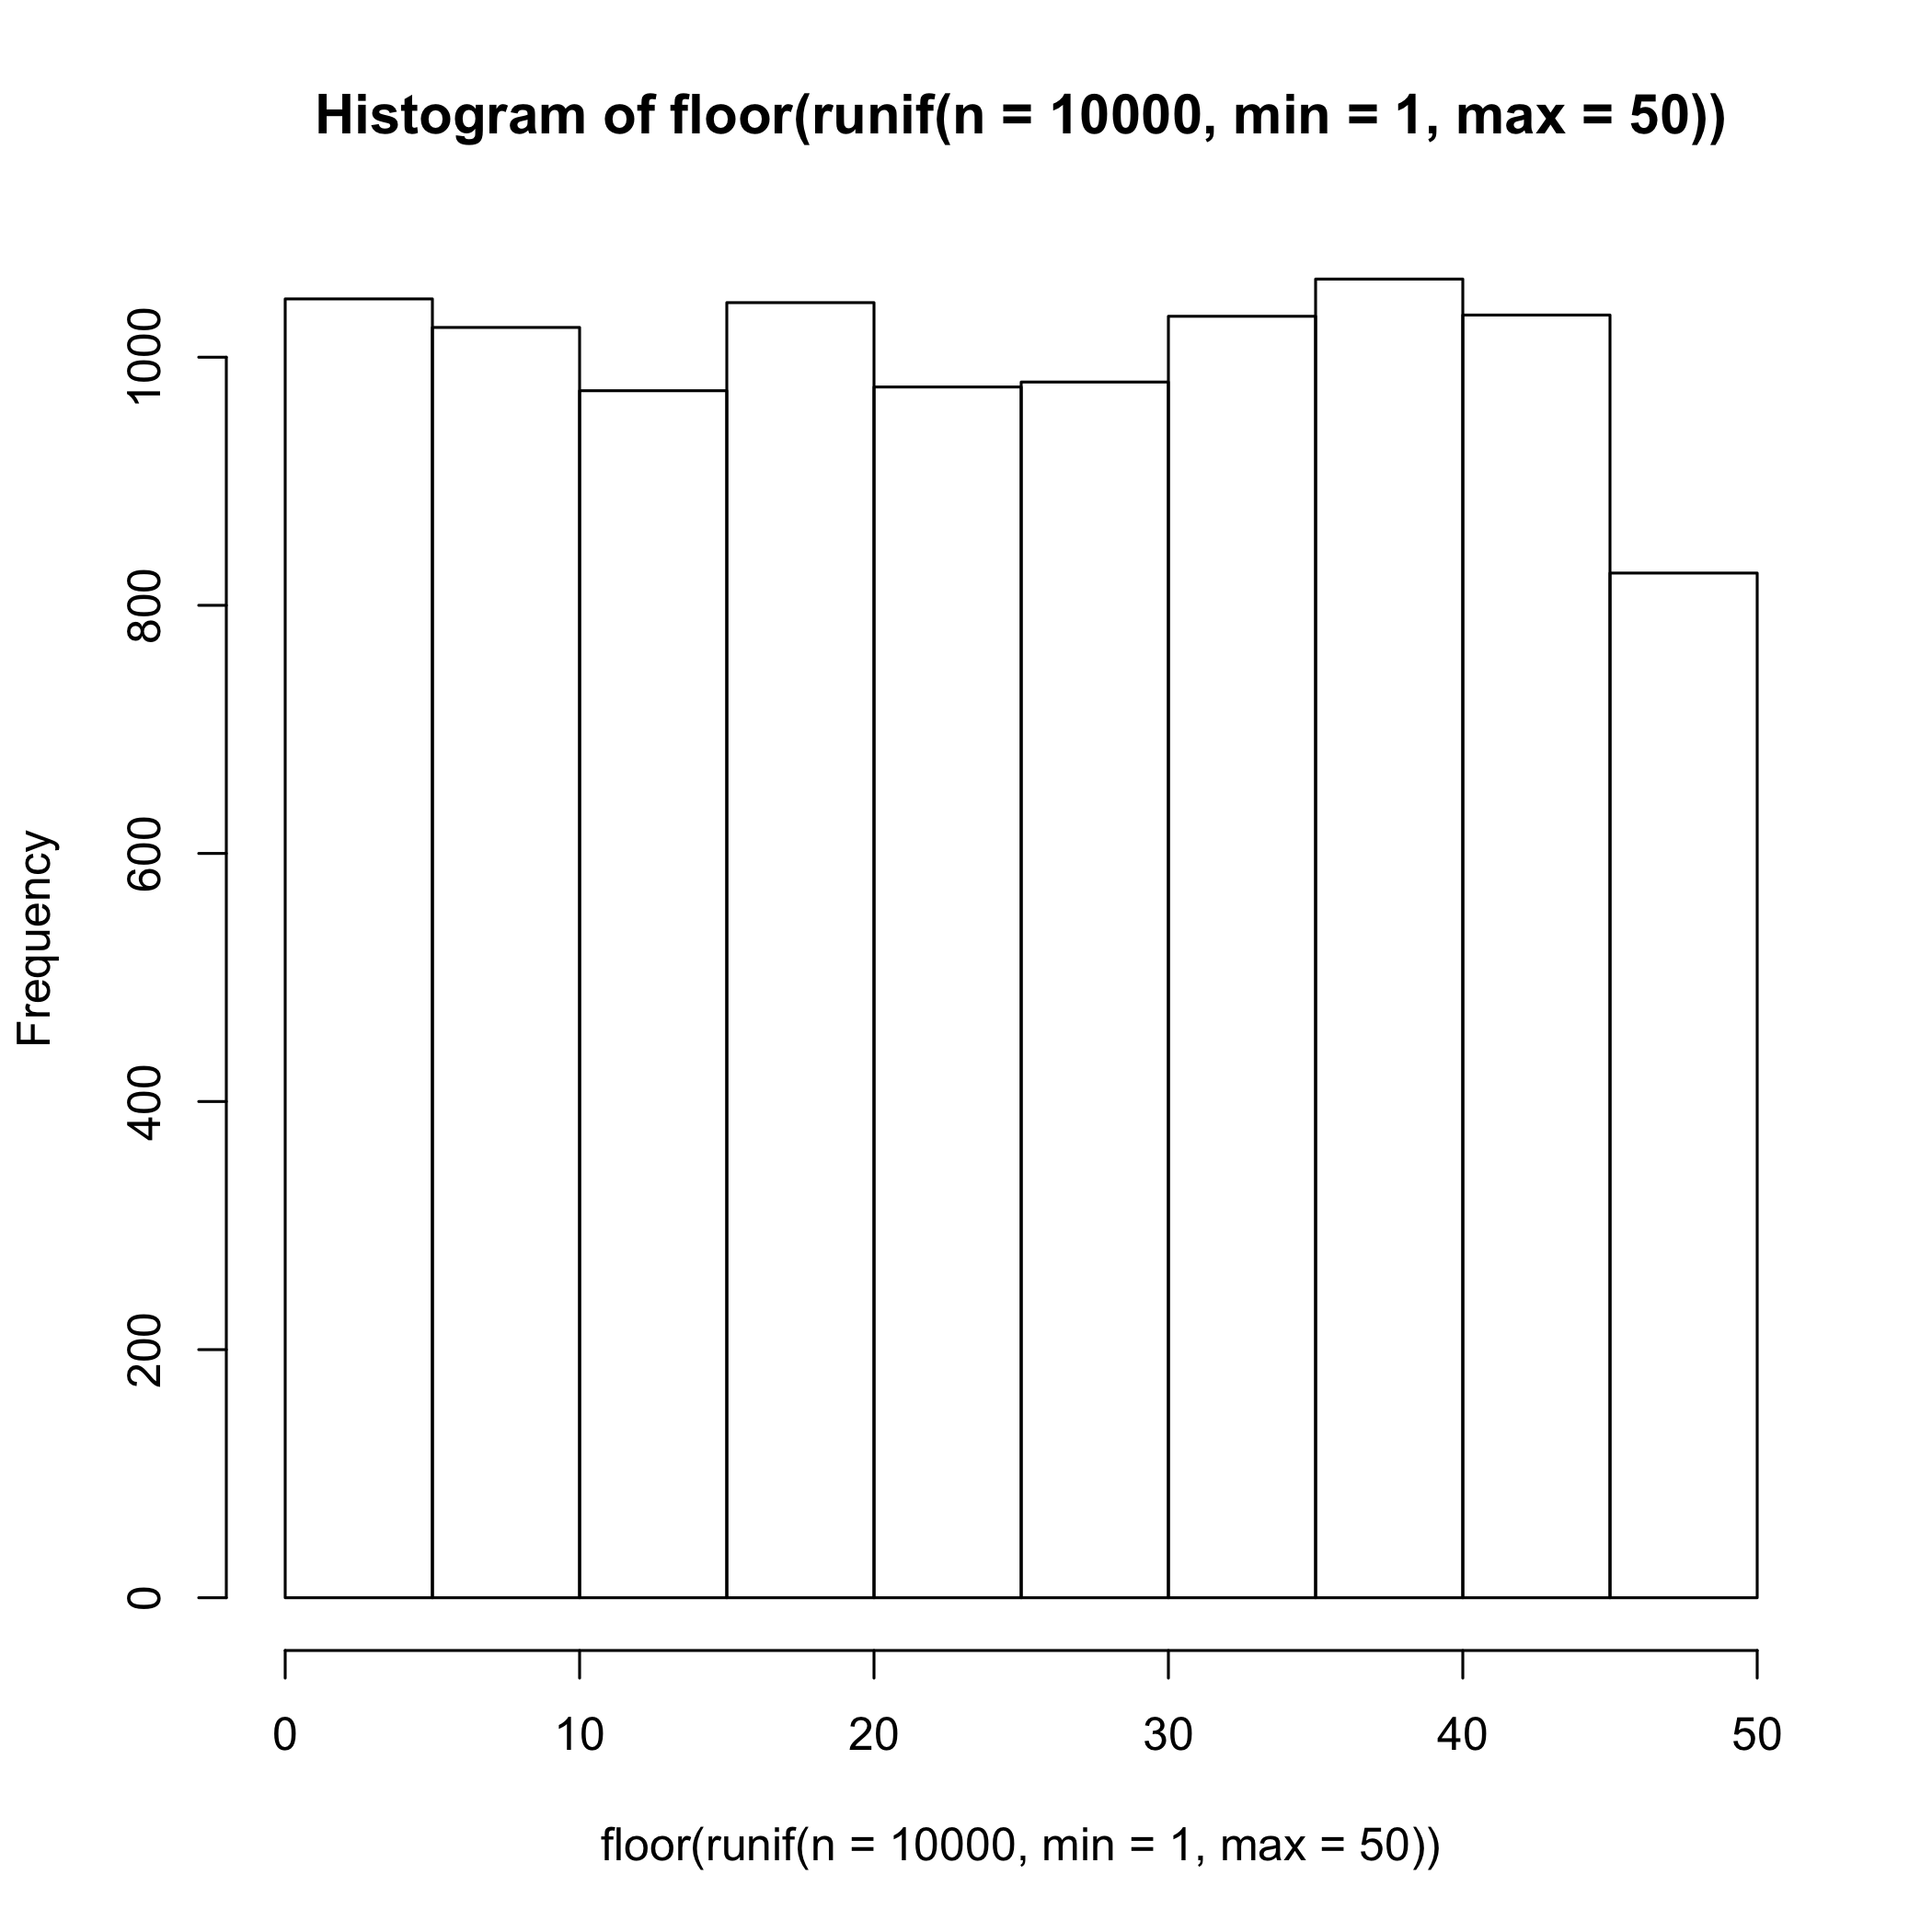 Histogram of floor(runif(n = 10000, min = 1, max = 50))
Frequency
1000
800
600
400
200
0
0 10 20 30 40 50
floor(runif(n = 10000, min = 1, max = 50))